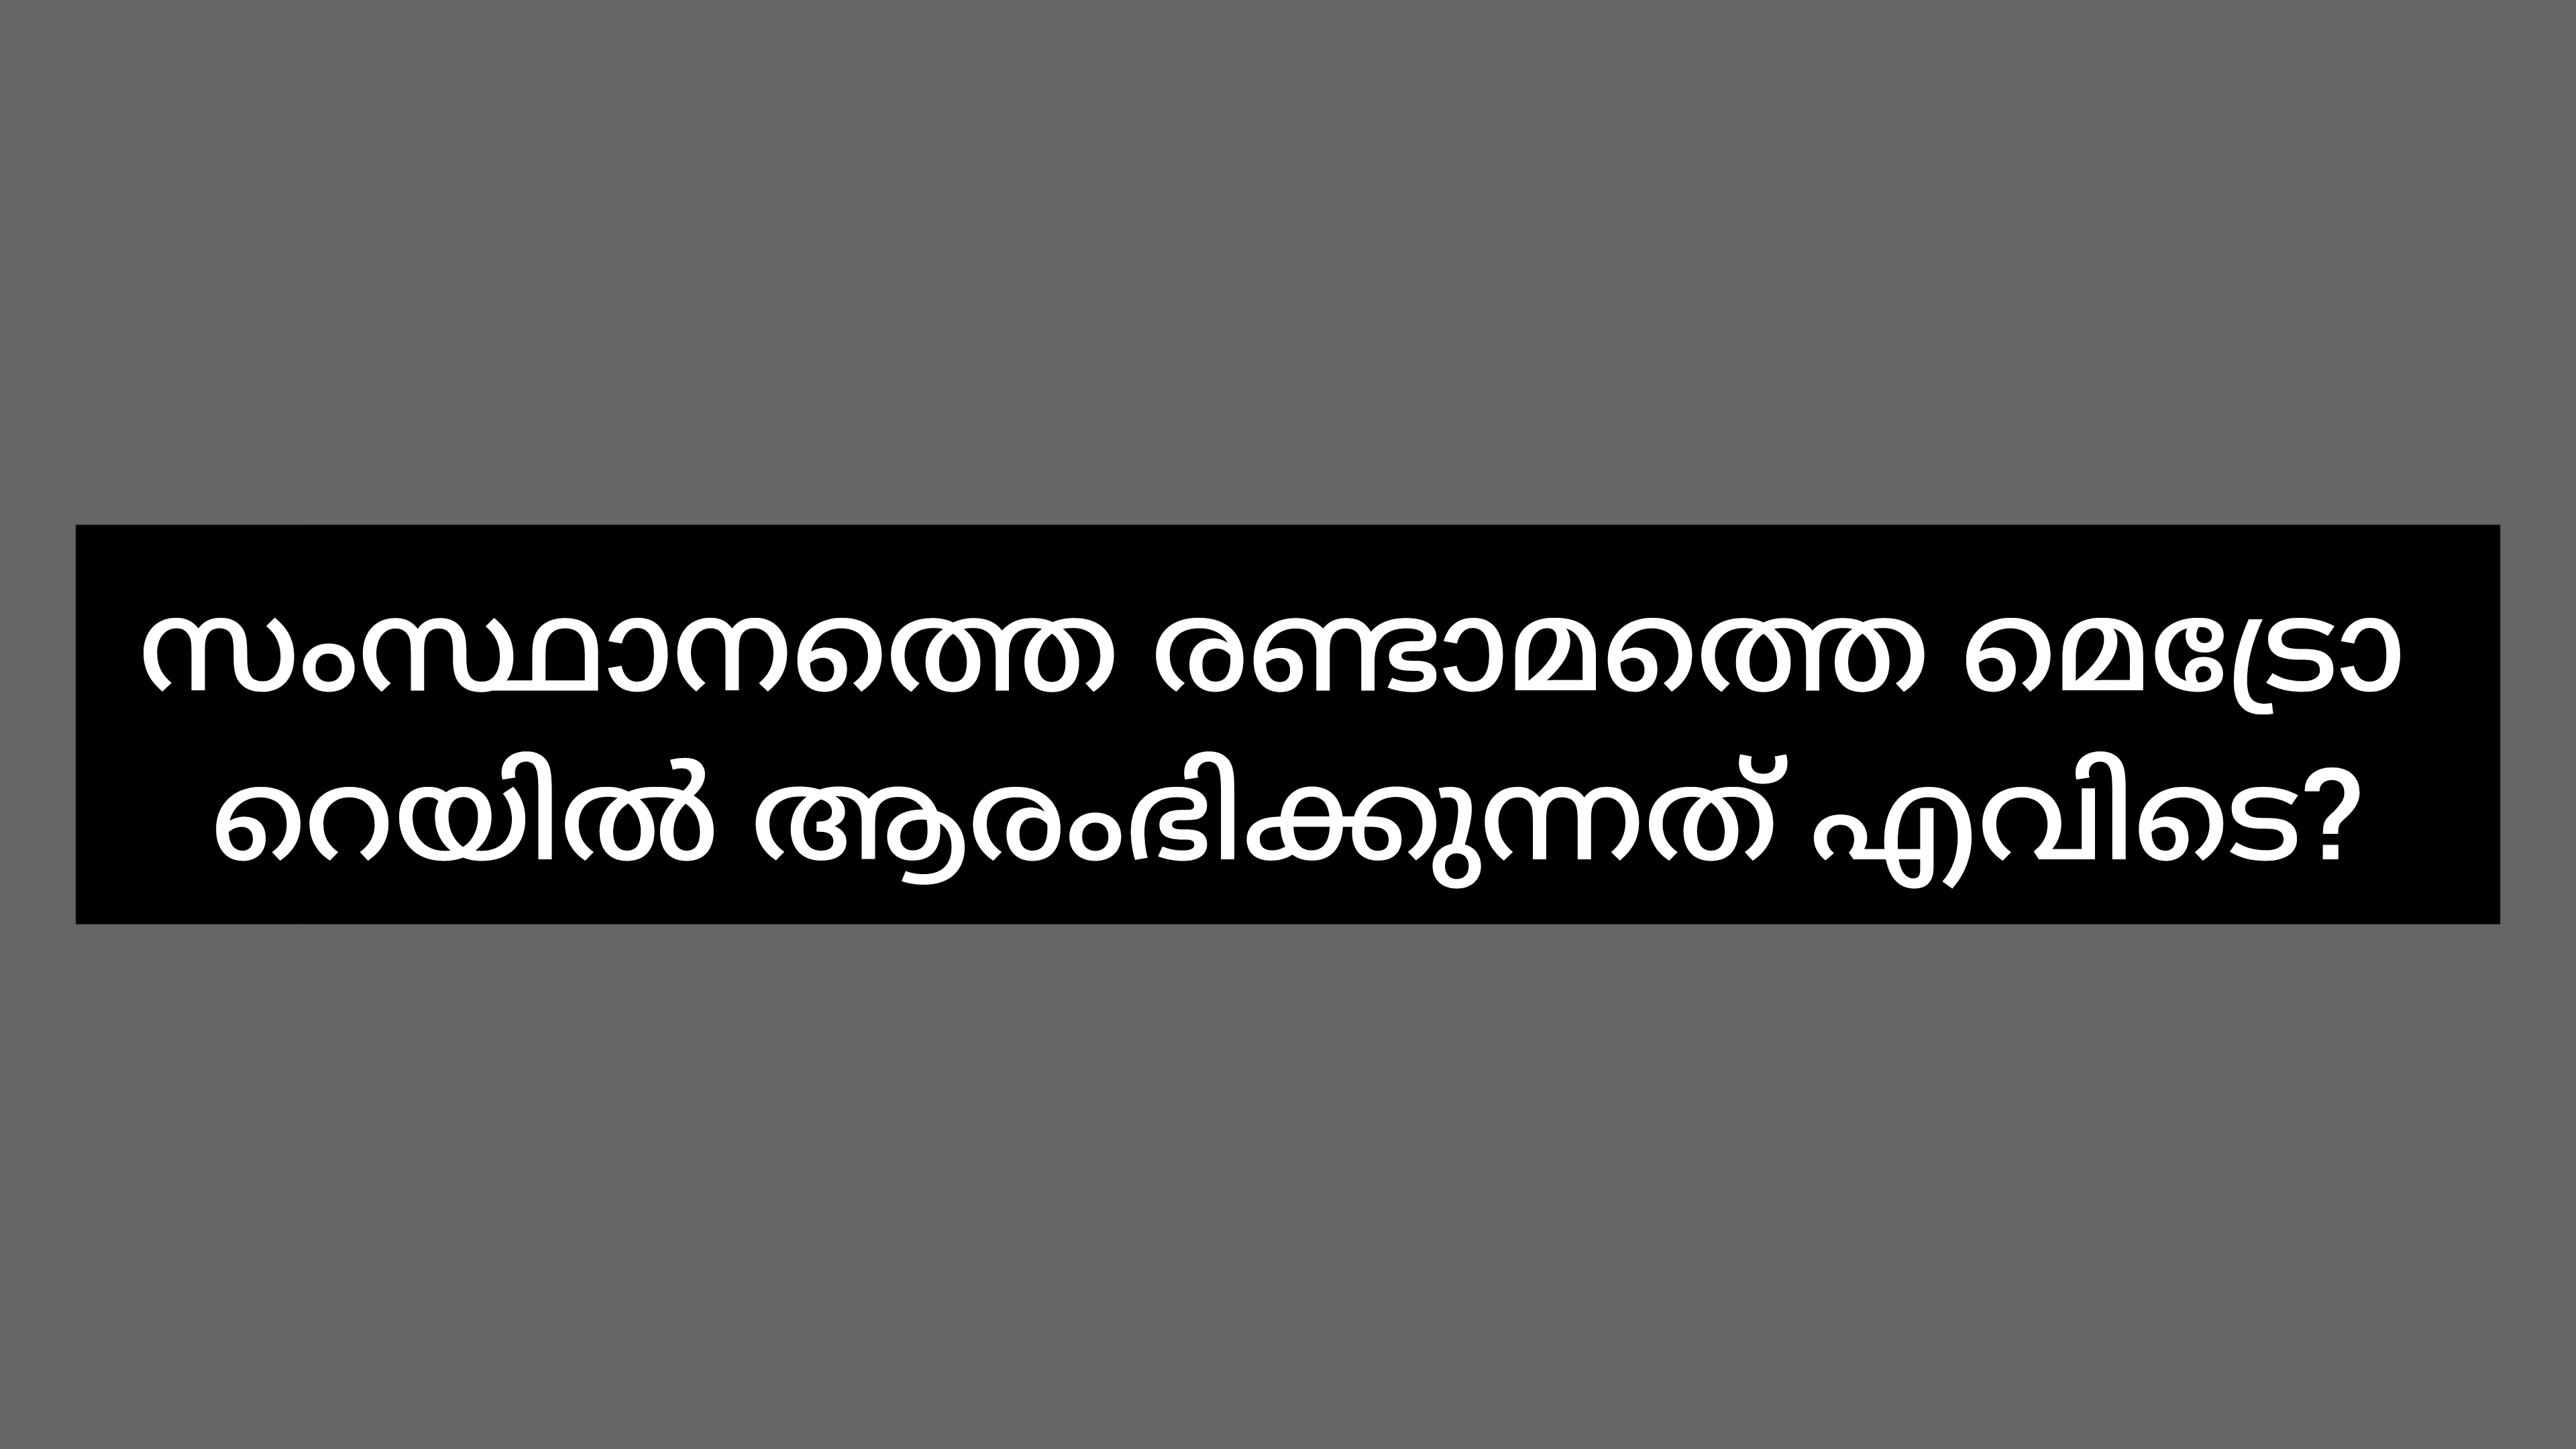 സംസ്ഥാനത്തെ രണ്ടാമത്തെ മെട്രോ
റെയിൽ ആരംഭിക്കുന്നത് എവിടെ?